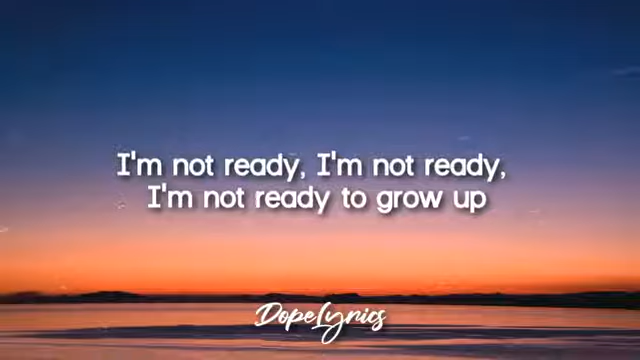 I'm not ready, I'm not ready,
I'm not ready to grow up
DopeLyrics